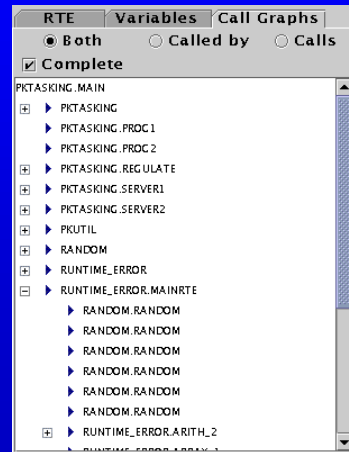 RTE Variables Call Graphs
Both Called by Calls
Complete
PKTASKING.MAIN
PKTASKING
PKTASKING.PROC1
PKTASKING.PROC2
PKTASKING.REGULATE
PKTASKING.SERVER1
PKTASKING.SERVER2
PKUTIL
RANDOM
RUNTIME_ERROR
RUNTIME_ERROR.MAINRTE
RANDOM.RANDOM
RANDOM.RANDOM
RANDOM.RANDOM
RANDOM.RANDOM
RANDOM.RANDOM
RANDOM.RANDOM
RUNTIME_ERROR.ARITH_2
RUNTIME_ERROR.ARRAY_1